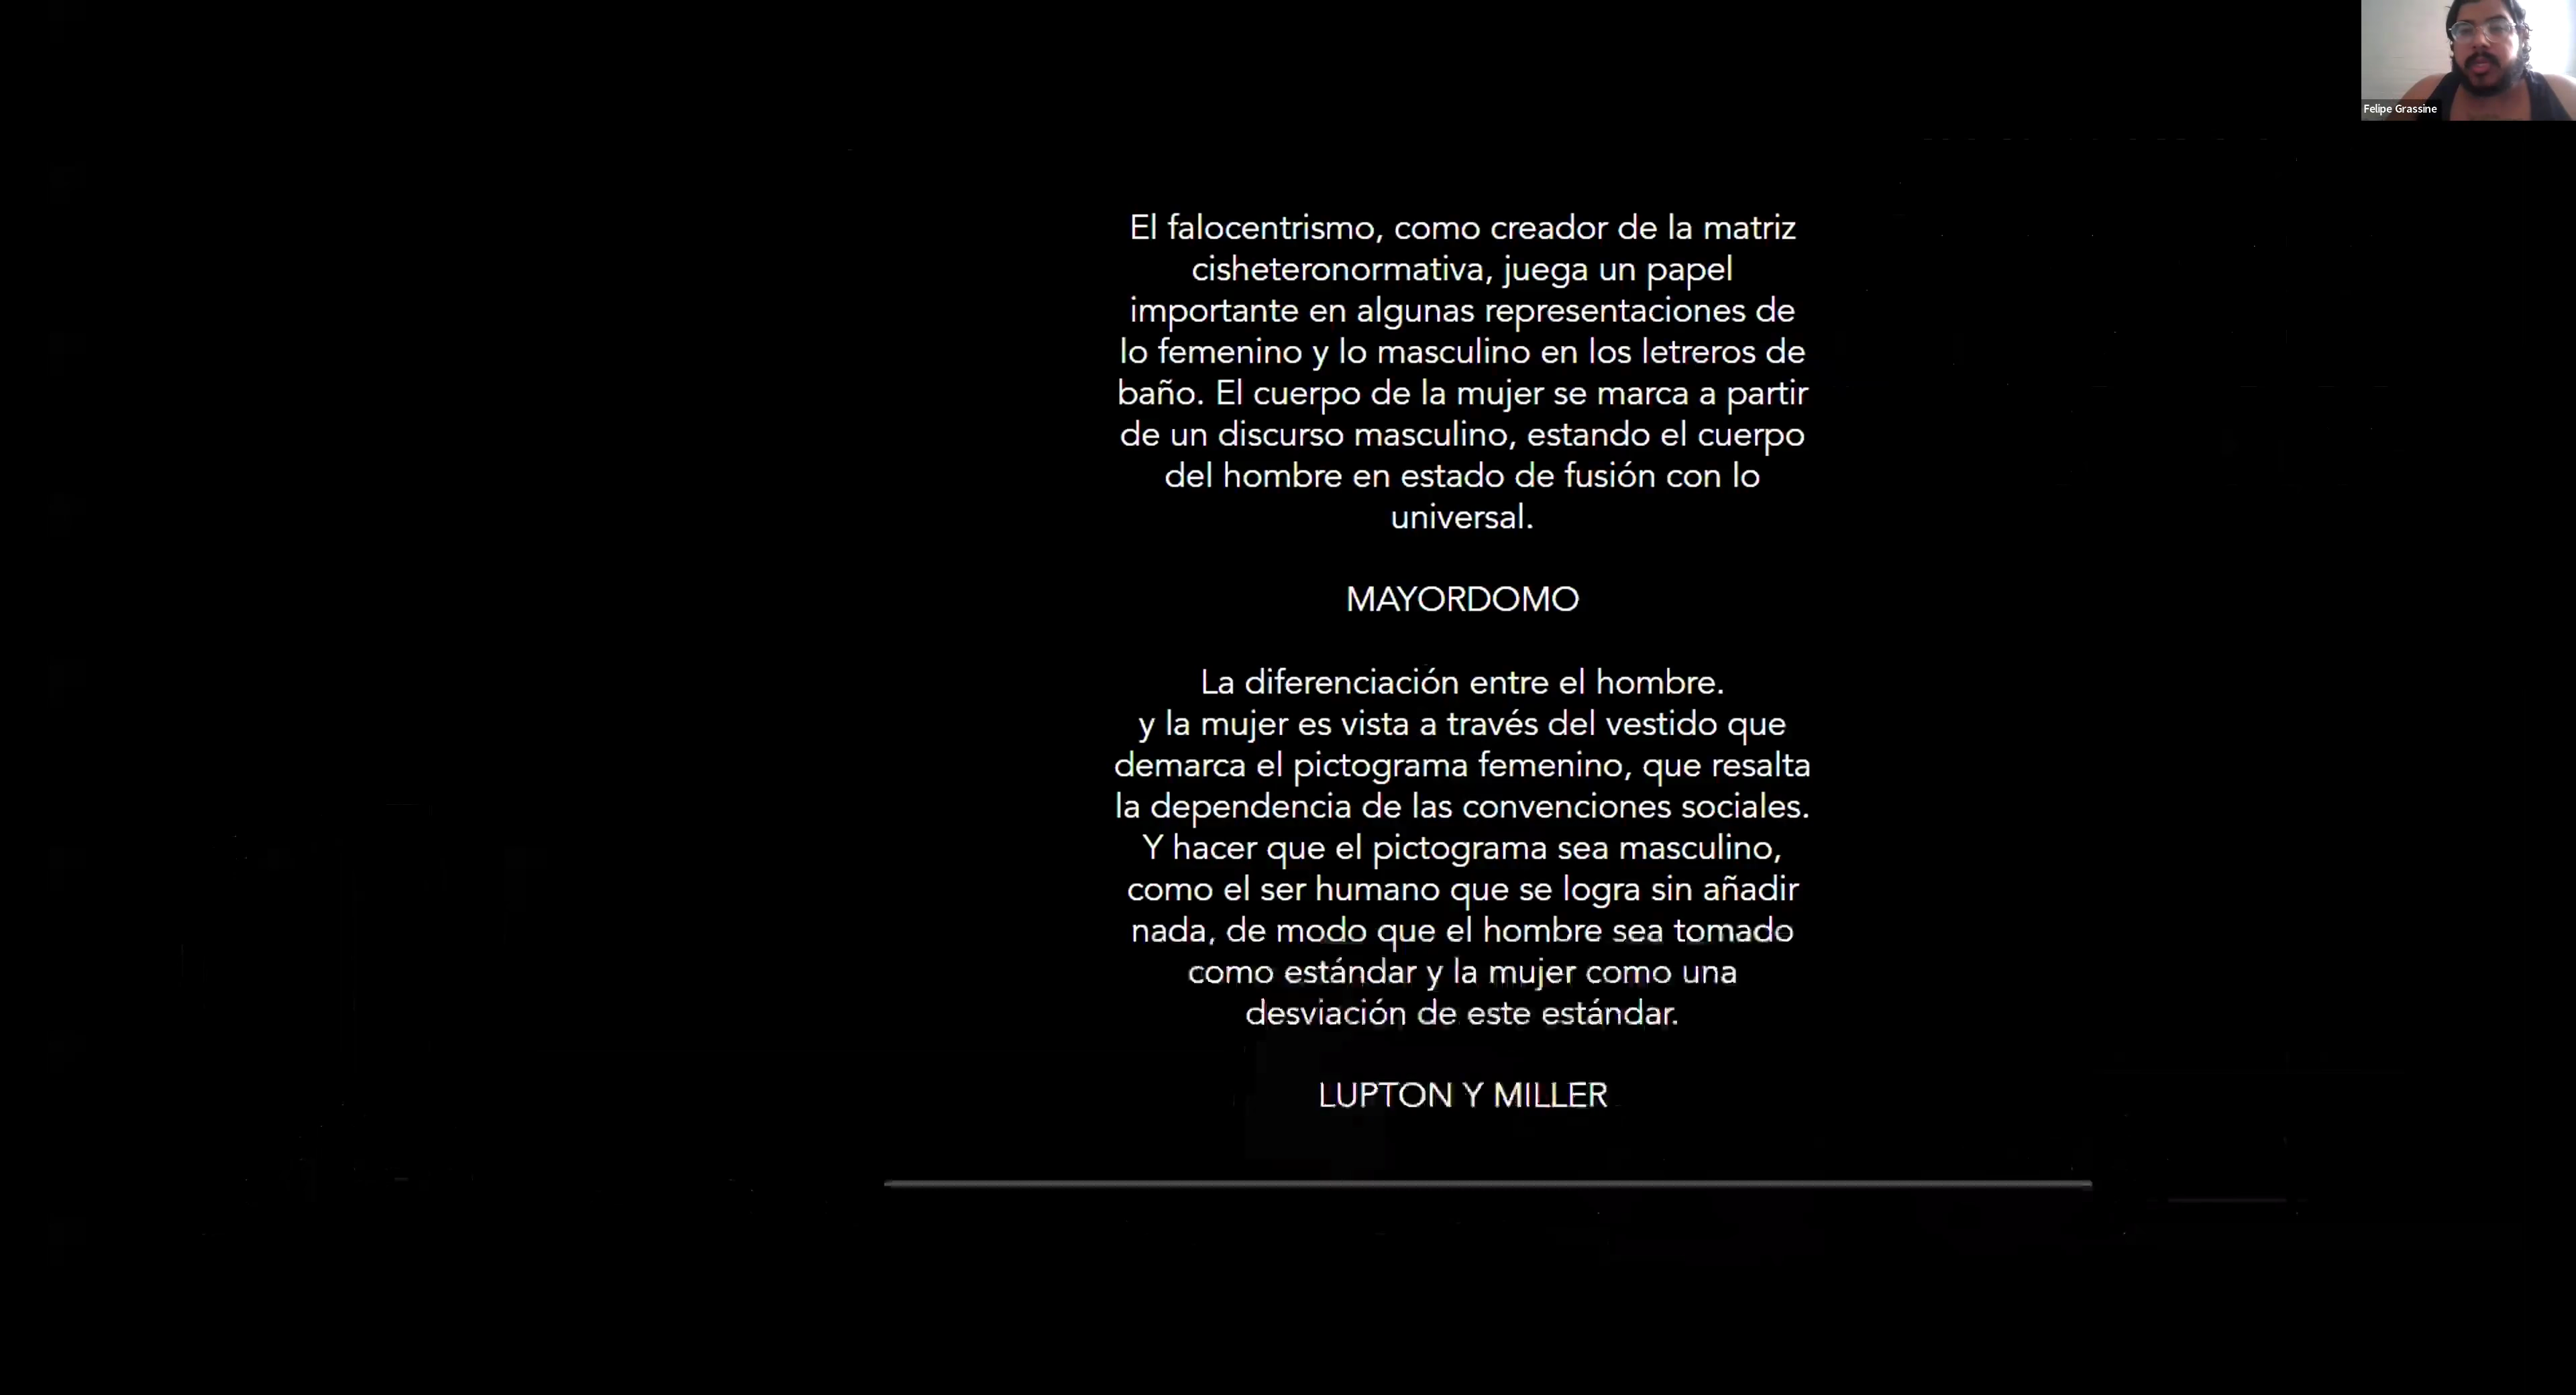 Felipe Grassine
El falocentrismo, como creador de la matriz
cisheteronormativa, juega un papel
importante en algunas representaciones de
lo femenino y lo masculino en los letreros de
baño. El cuerpo de la mujer se marca a partir
de un discurso masculino, estando el cuerpo
del hombre en estado de fusión con lo
universal.
MAYORDOMO
La diferenciación entre el hombre.
y la mujer es vista a través del vestido que
demarca el pictograma femenino, que resalta
la dependencia de las convenciones sociales.
Y hacer que el pictograma sea masculino,
como el ser humano que se logra sin añadir
nada, de modo que el hombre sea tomado
como estándar y la mujer como una
desviación de este estándar.
LUPTON Y MILLER